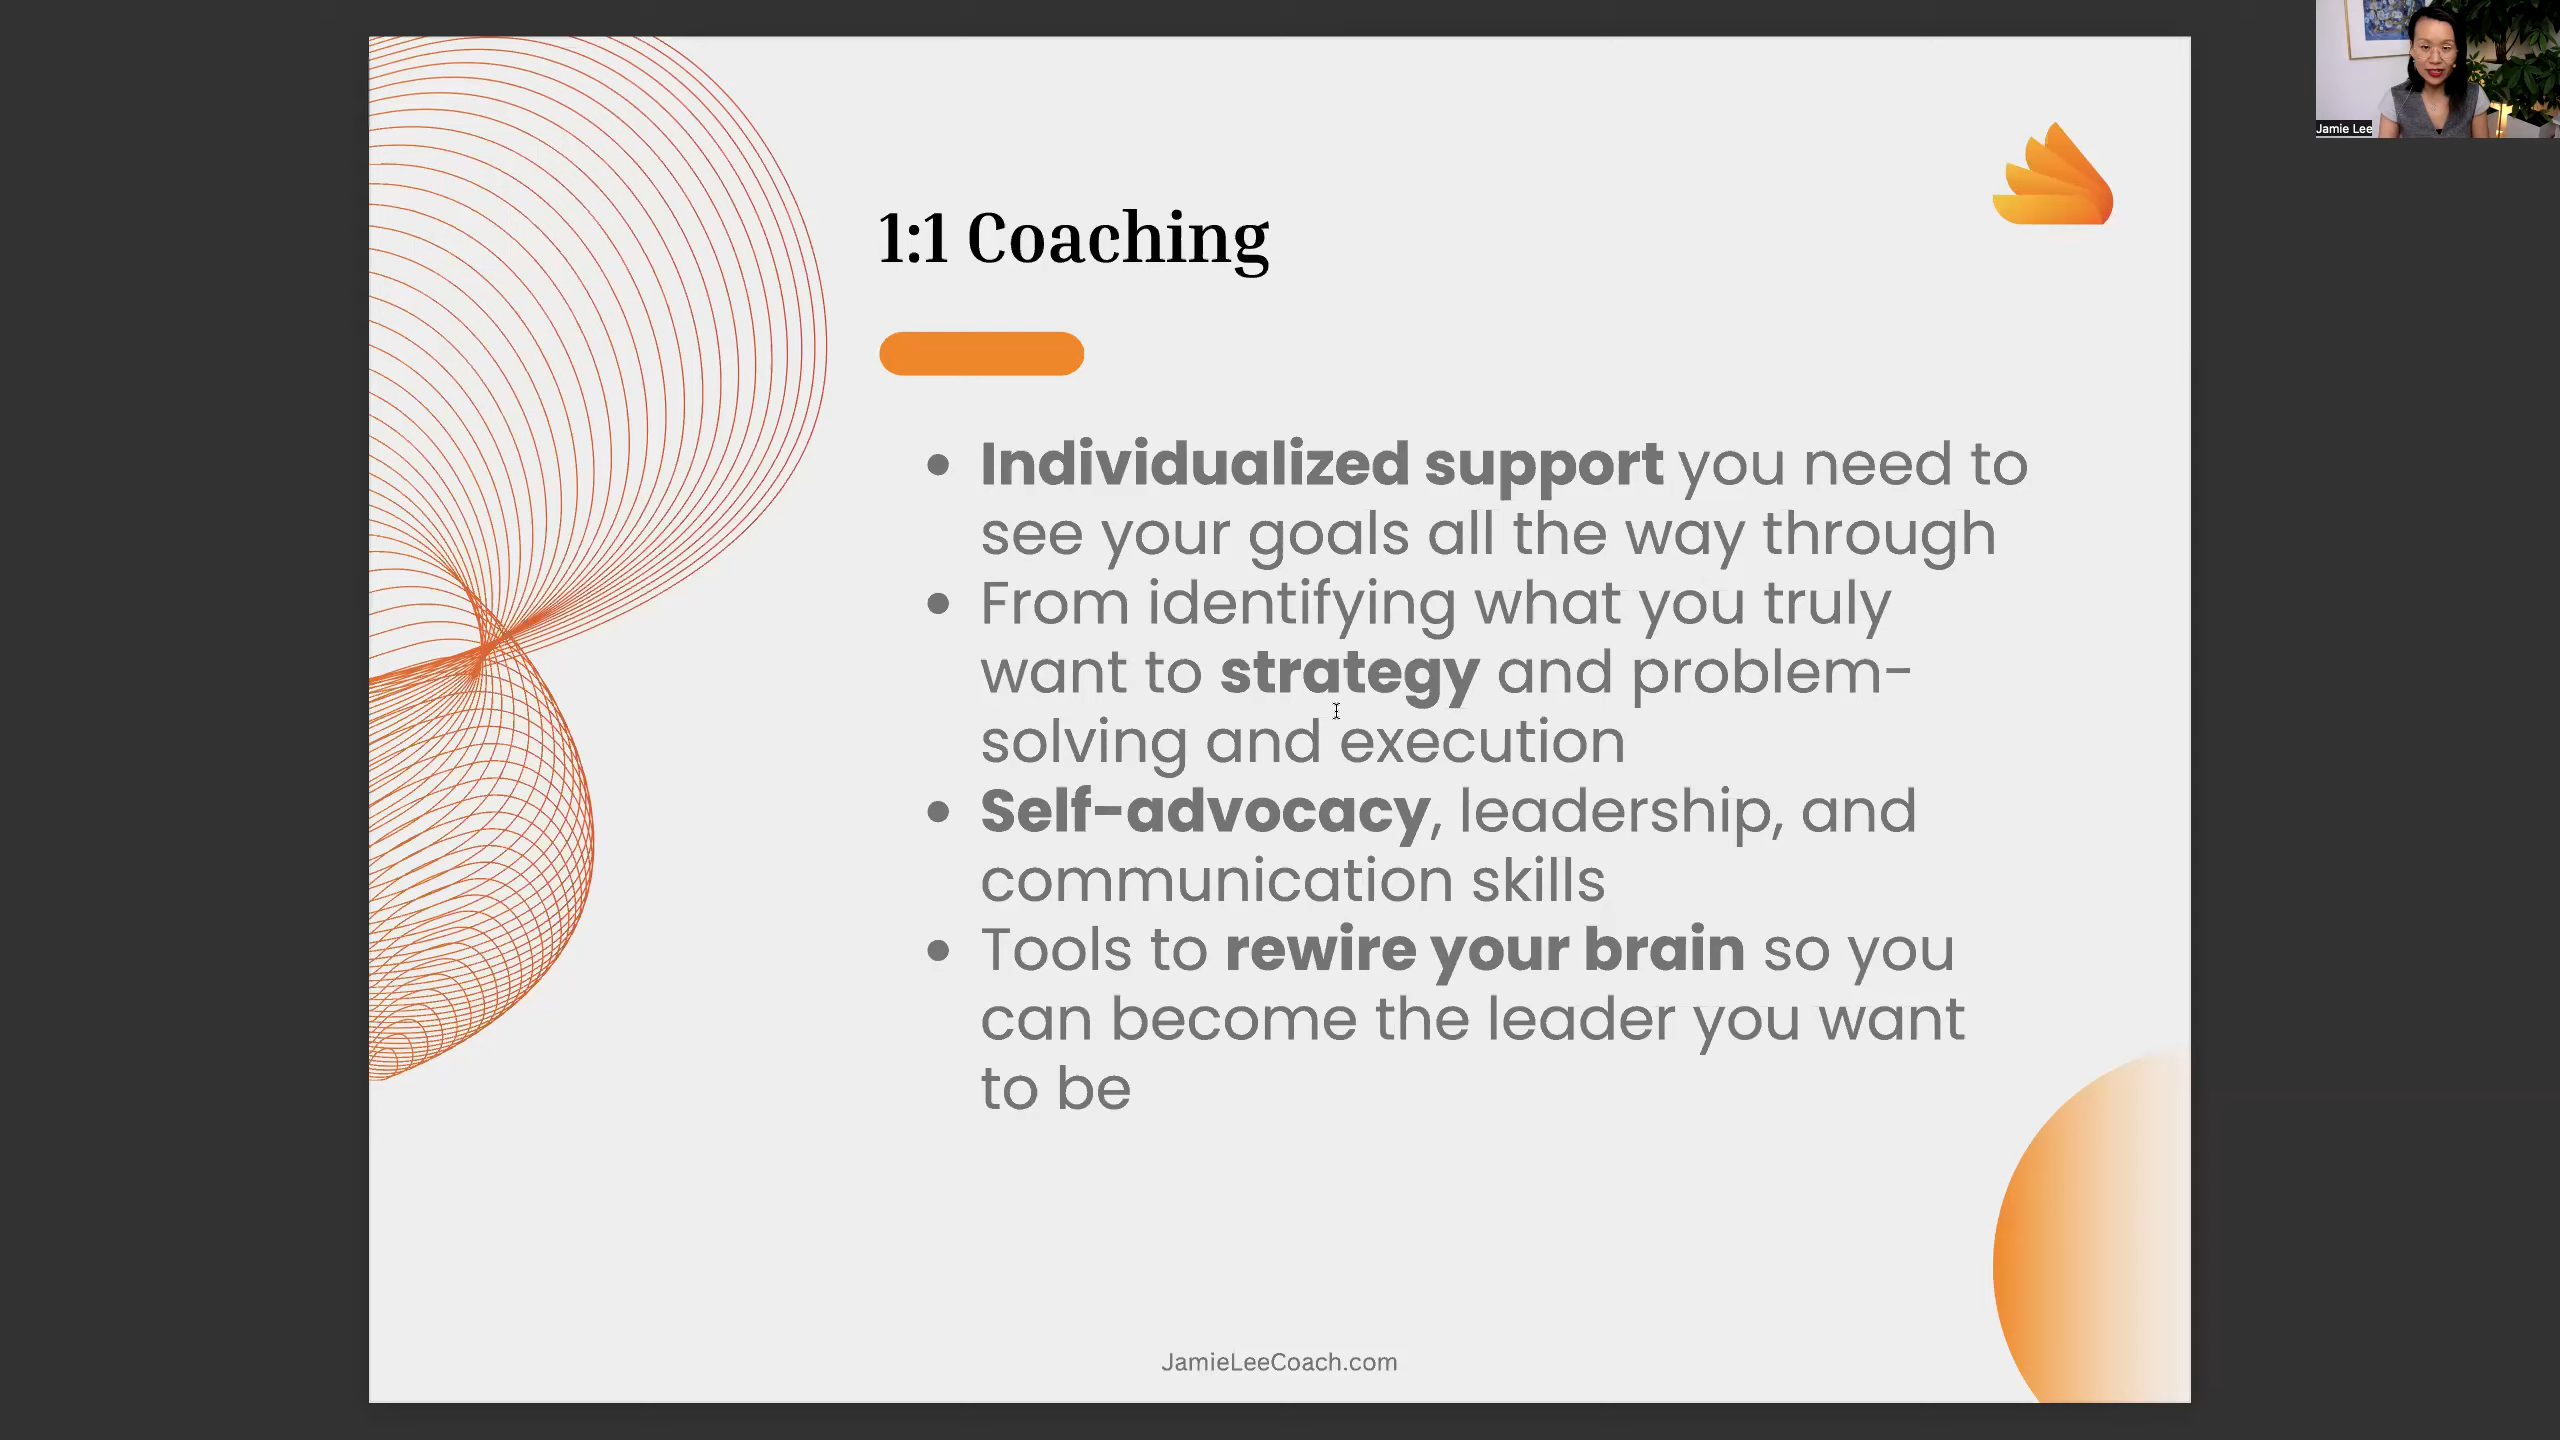 1:1 Coaching
• Individualized support you need to
see your goals all the way through
• From identifying what you truly
want to strategy and problem-
solving and execution
• Self-advocacy, leadership, and
communication skills
• Tools to rewire your brain so you
can become the leader you want
to be
JamieLeeCoach.com
Jamie Lee